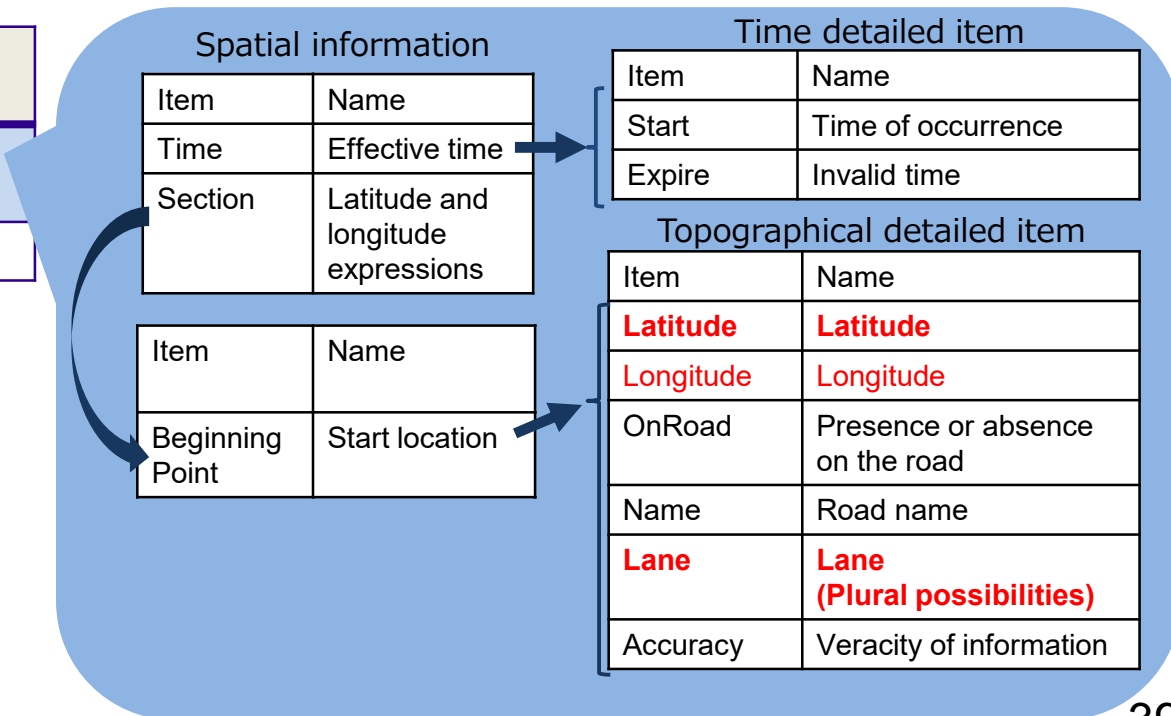 Spatial information
Item Name
Time Effective time
Section Latitude and
longitude
expressions
Item Name
Beginning Start location
Point
Time detailed item
Item Name
Start Time of occurrence
Expire Invalid time
Topographical detailed item
Item Name
Latitude Latitude
Longitude Longitude
OnRoad Presence or absence
on the road
Name Road name
Lane Lane
(Plural possibilities)
Accuracy Veracity of information